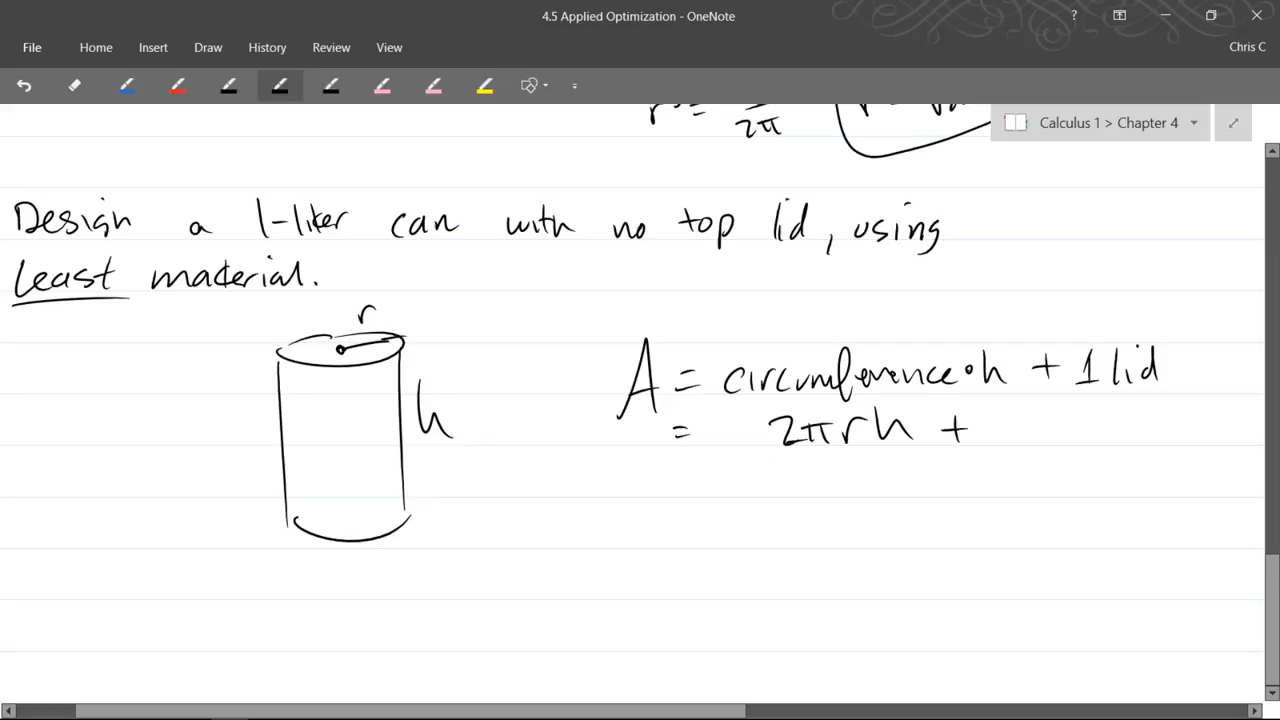 4.5 Applied Optimization - OneNote
?
File Home Insert Draw History Review View
Chris C
Calculus 1 > Chapter 4
2π
Design a 1-liter can with no top lid, using
Least material.
r
h
A = circumference • h + 1 lid
= 2πrh +